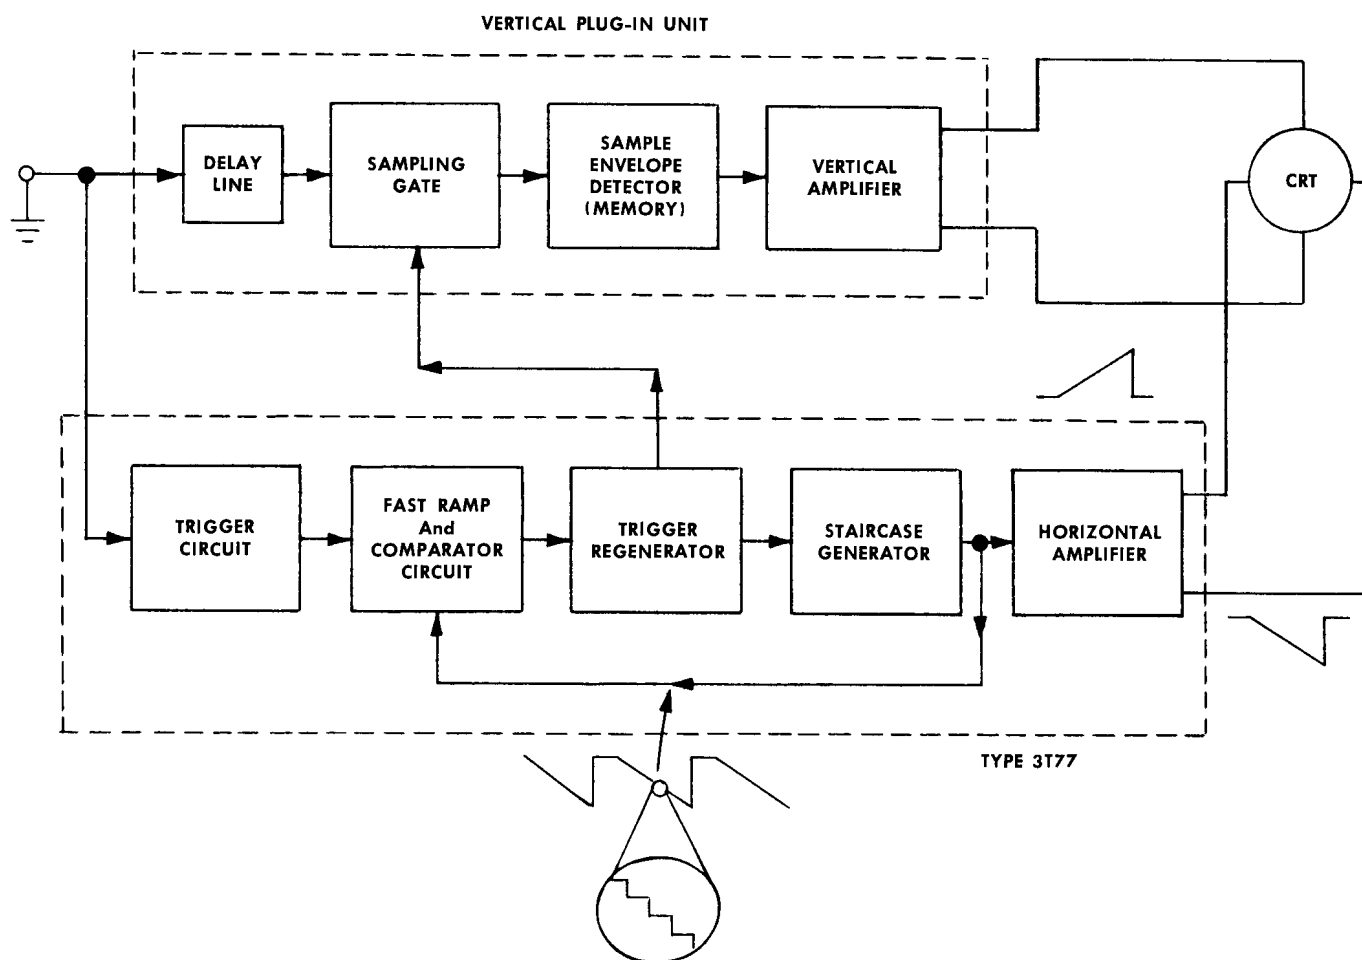 VERTICAL PLUG-IN UNIT
DELAY
LINE
SAMPLING
GATE
SAMPLE
ENVELOPE
DETECTOR
(MEMORY)
VERTICAL
AMPLIFIER
CRT
TRIGGER
CIRCUIT
FAST RAMP
And
COMPARATOR
CIRCUIT
TRIGGER
REGENERATOR
STAIRCASE
GENERATOR
HORIZONTAL
AMPLIFIER
TYPE 3T77